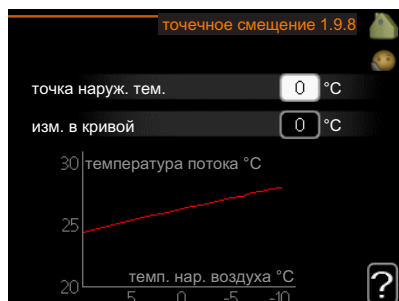 точечное смещение 1.9.8
точка наруж. тем. 0 °C
изм. в кривой 0 °C
30 температура потока °C
25
20 темп. нар. воздуха °C
5 0 -5 -10
?